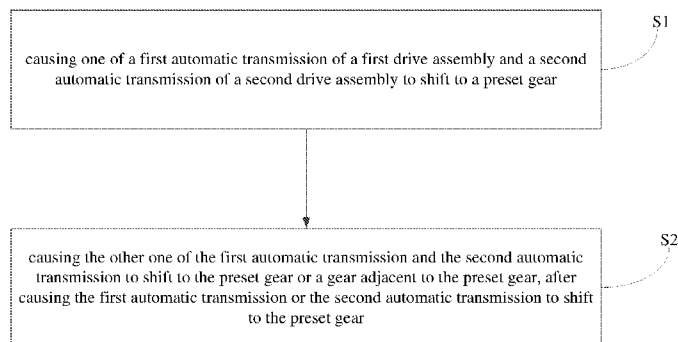 S1
causing one of a first automatic transmission of a first drive assembly and a second
automatic transmission of a second drive assembly to shift to a preset gear
S2
causing the other one of the first automatic transmission and the second automatic
transmission to shift to the preset gear or a gear adjacent to the preset gear, after
causing the first automatic transmission or the second automatic transmission to shift
to the preset gear